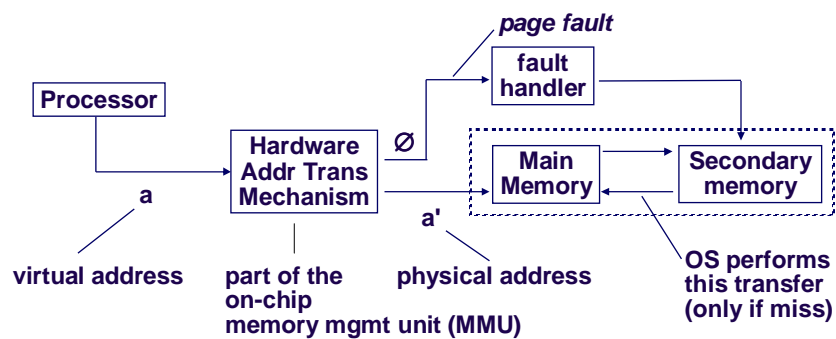 page fault
fault
handler
Processor
∅
Hardware
Addr Trans
Mechanism
Main
Memory
Secondary
memory
a
a'
virtual address
part of the
on-chip
memory mgmt unit (MMU)
physical address
OS performs
this transfer
(only if miss)